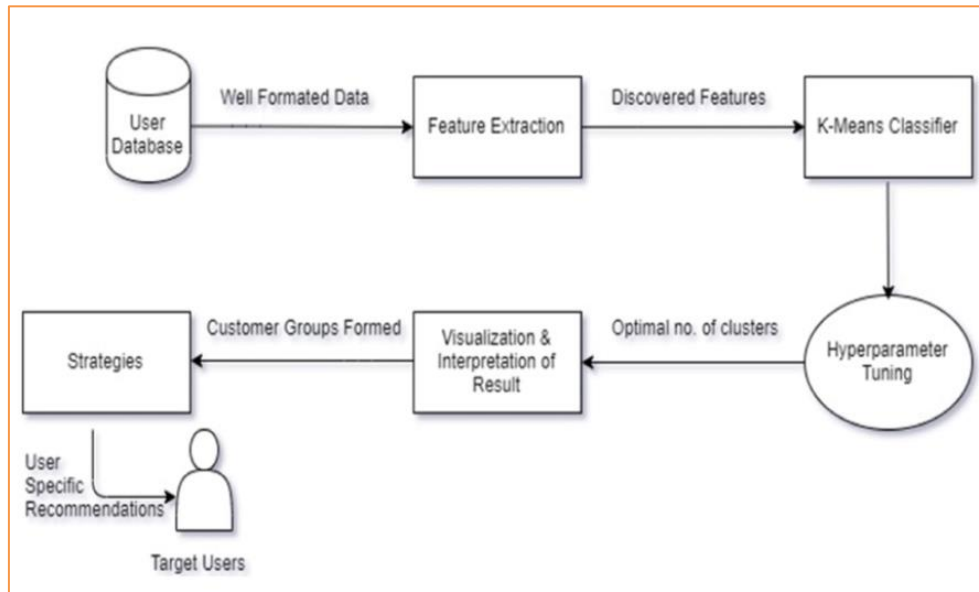 Well Formated Data
Discovered Features
User
Database
Feature Extraction
K-Means Classifier
Customer Groups Formed
Optimal no. of clusters
Strategies
Visualization &
Interpretation of
Result
Hyperparameter
Tuning
User
Specific
Recommendations
Target Users